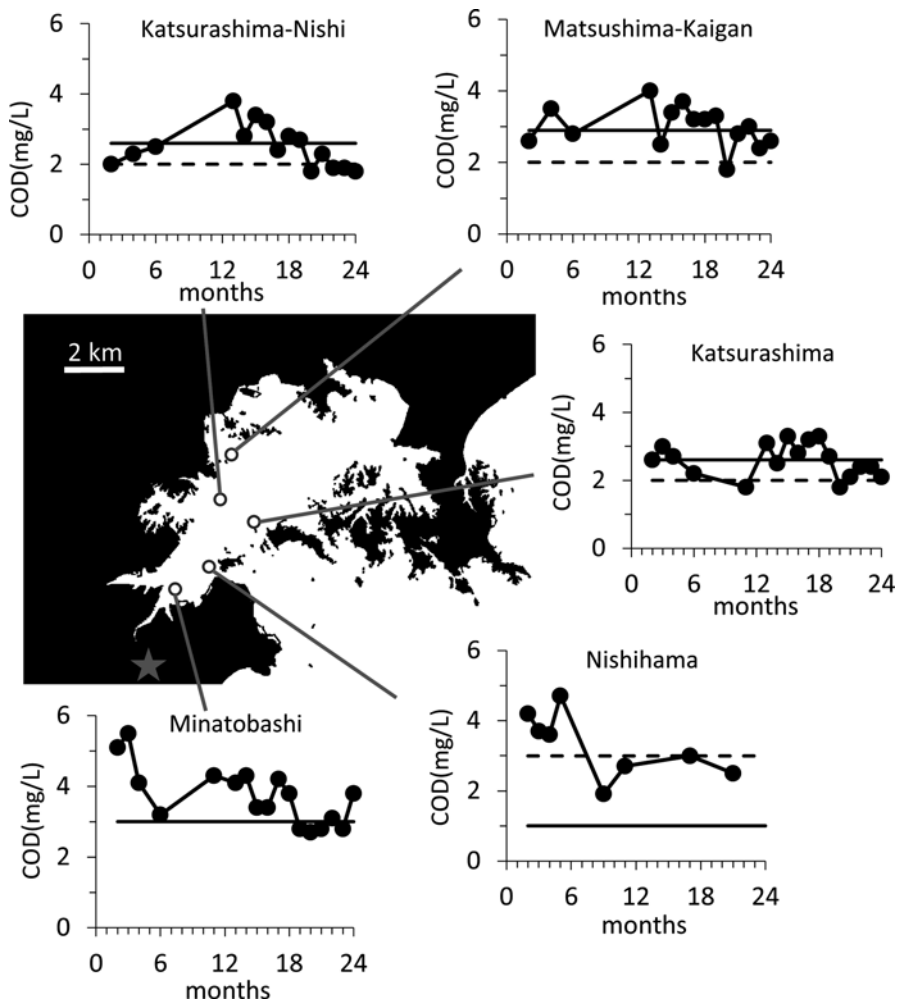 Katsurashima-Nishi
COD(mg/L)
6
4
2
0
0 6 12 18 24
months
Matsushima-Kaigan
COD(mg/L)
6
4
2
0
0 6 12 18 24
months
2 km
Katsurashima
COD(mg/L)
6
4
2
0
0 6 12 18 24
months
Minatobashi
COD(mg/L)
6
4
2
0
0 6 12 18 24
months
Nishihama
COD(mg/L)
6
4
2
0
0 6 12 18 24
months